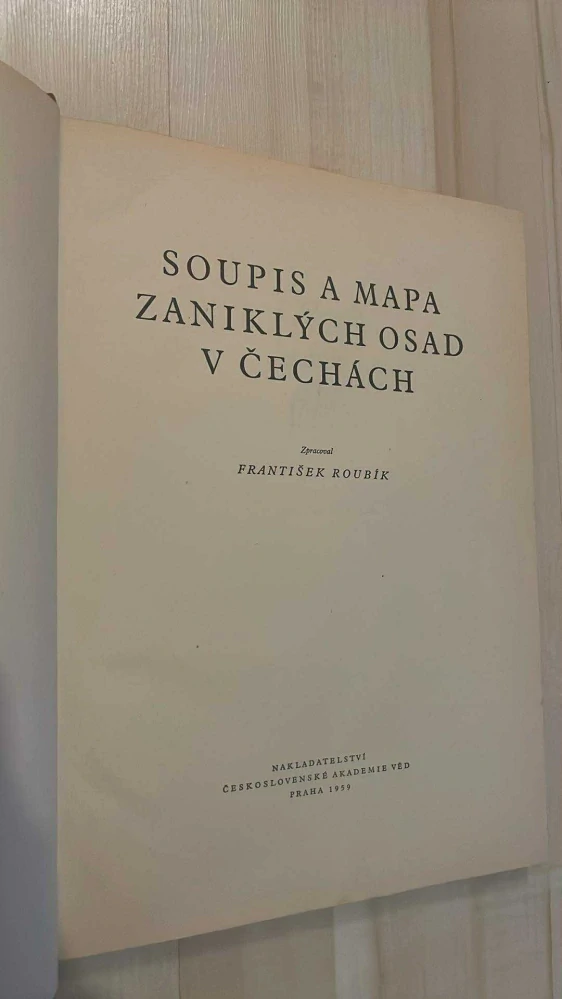 SOUPIS A MAPA
ZANIKLÝCH OSAD
V ČECHÁCH
Zpracoval
FRANTIŠEK ROUBÍK
NAKLADATELSTVÍ
ČESKOSLOVENSKÉ AKADEMIE VĚD
PRAHA 1959